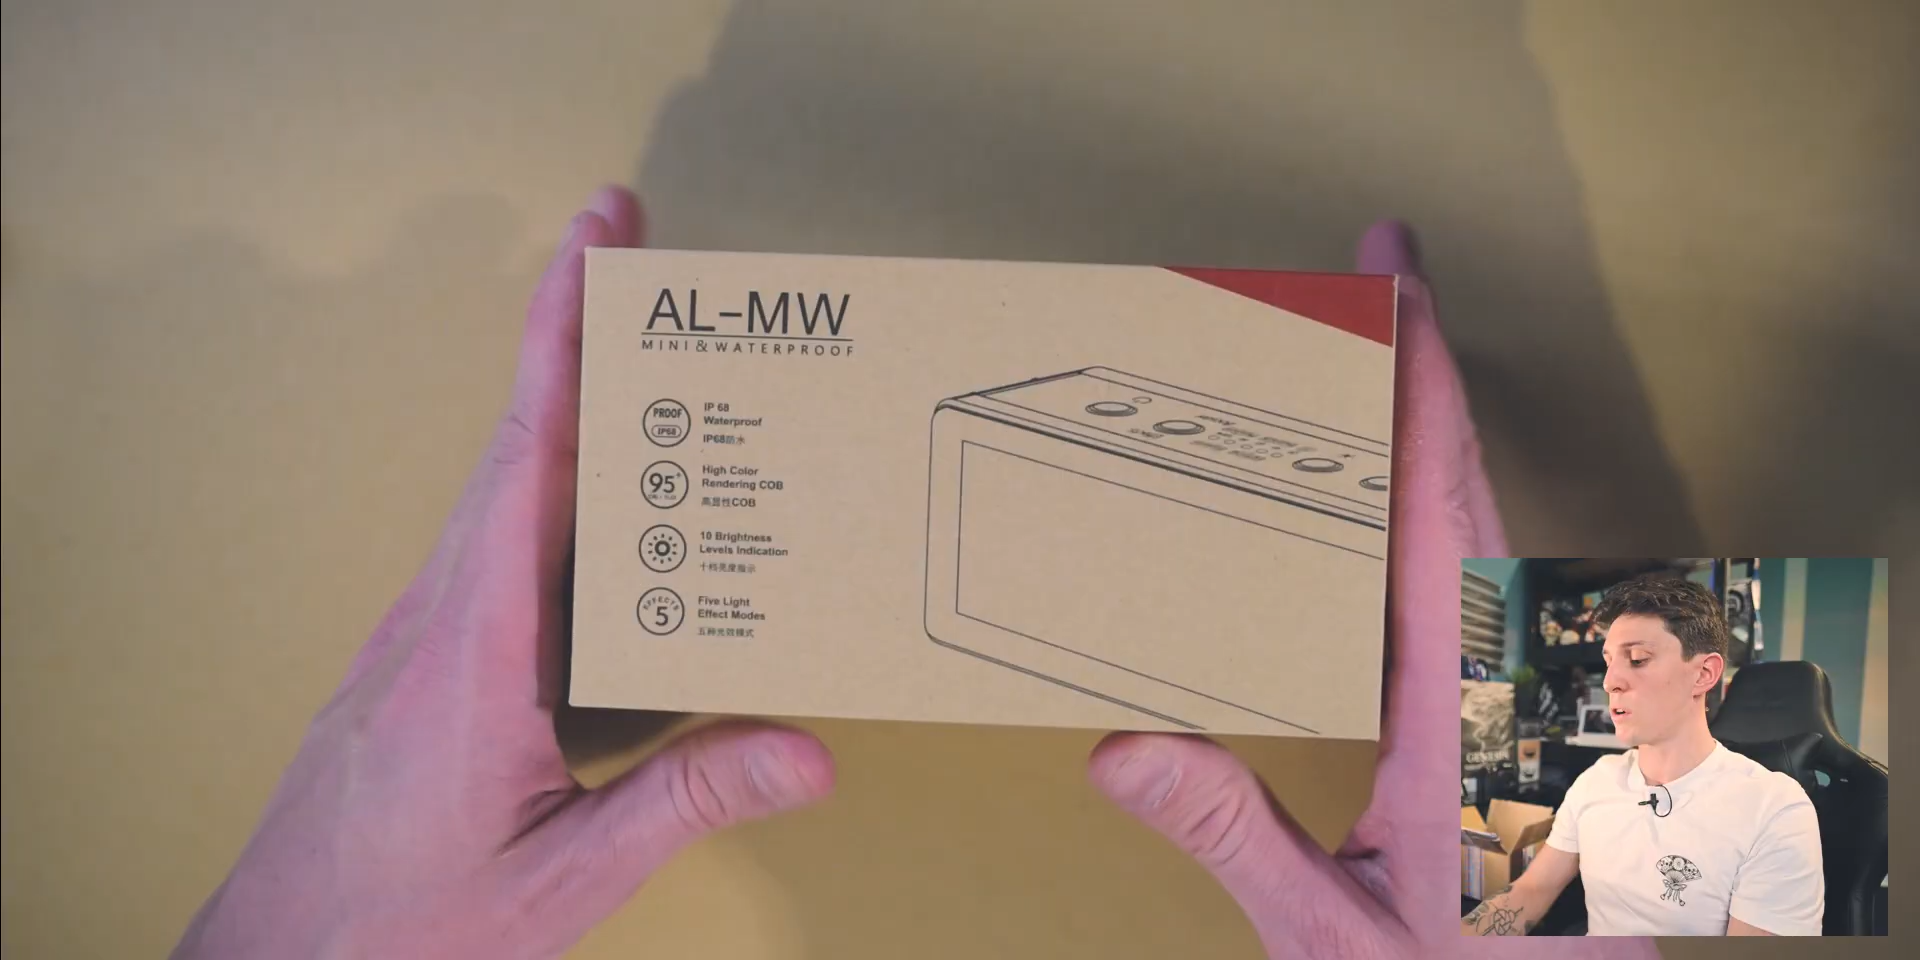 AL-MW
MINI & WATERPROOF
PROOF
IP68
IP 68
Waterproof
IP68防水
95+
High Color
Rendering COB
高显性COB
10 Brightness
Levels Indication
十档亮度指示
EFFECTS
5
Five Light
Effect Modes
五种光效模式